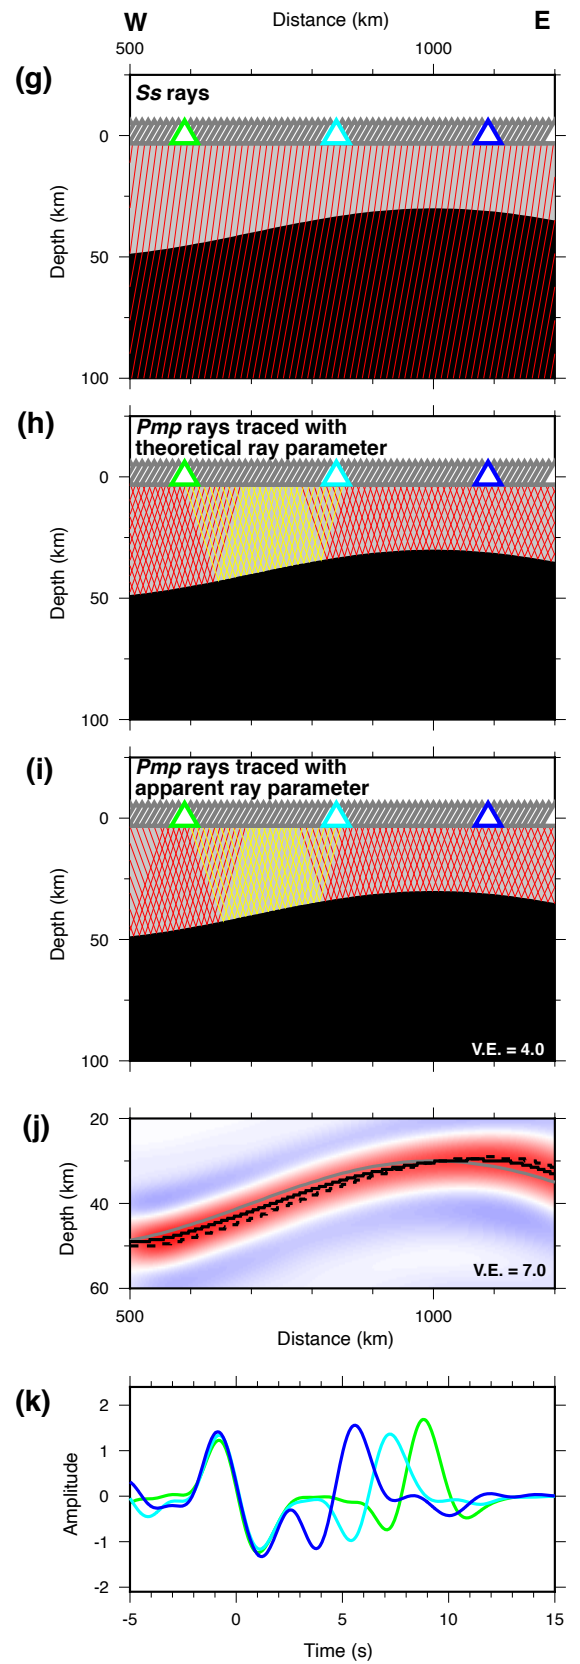 W Distance (km) E
500 1000
(g)
Ss rays
0
50
100
Depth (km)
(h)
Pmp rays traced with
theoretical ray parameter
0
50
100
Depth (km)
(i)
Pmp rays traced with
apparent ray parameter
0
50
100
Depth (km)
V.E. = 4.0
(j)
20
40
60
Depth (km)
V.E. = 7.0
500 1000
Distance (km)
(k)
2
1
0
-1
-2
Amplitude
-5 0 5 10 15
Time (s)